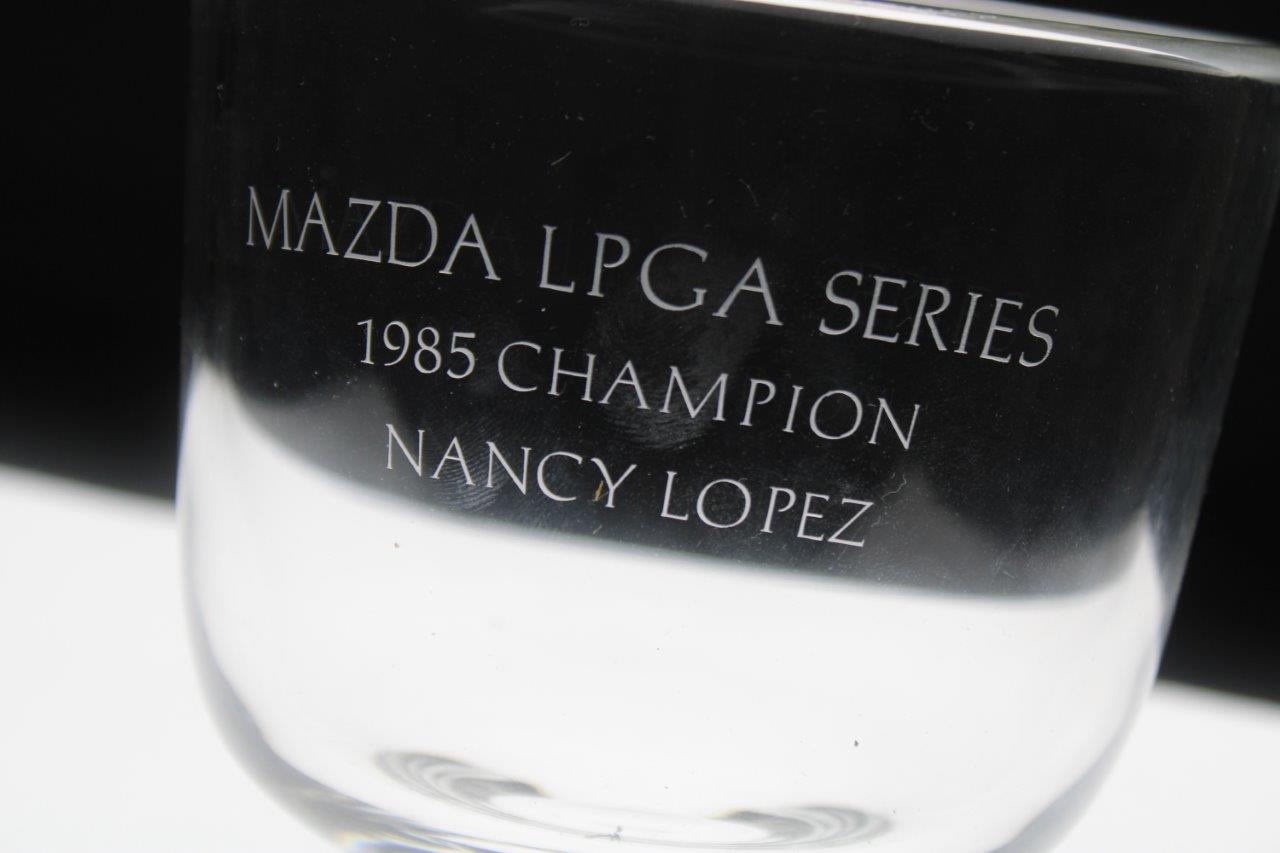 MAZDA LPGA SERIES
1985 CHAMPION
NANCY LOPEZ